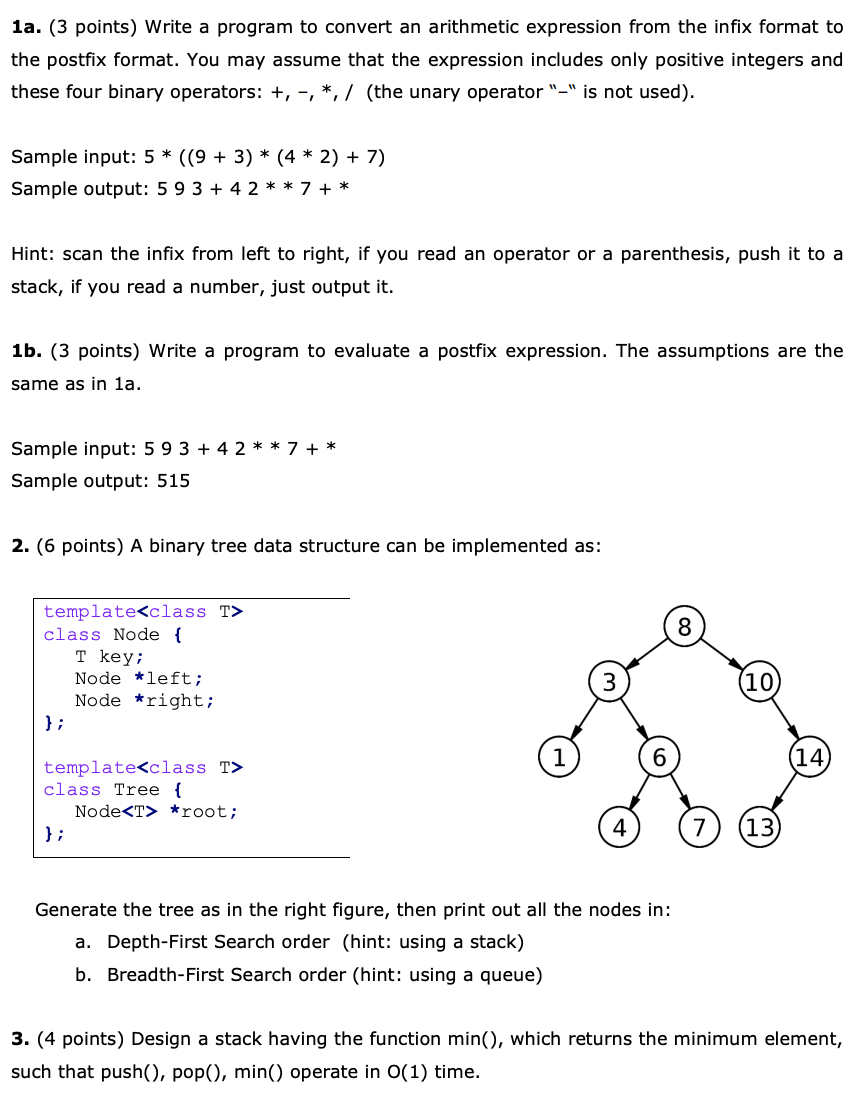 1a. (3 points) Write a program to convert an arithmetic expression from the infix format to
the postfix format. You may assume that the expression includes only positive integers and
these four binary operators: +, –, *, / (the unary operator "–" is not used).
Sample input: 5 * ((9 + 3) * (4 * 2) + 7)
Sample output: 5 9 3 + 4 2 * * 7 + *
Hint: scan the infix from left to right, if you read an operator or a parenthesis, push it to a
stack, if you read a number, just output it.
1b. (3 points) Write a program to evaluate a postfix expression. The assumptions are the
same as in 1a.
Sample input: 5 9 3 + 4 2 * * 7 + *
Sample output: 515
2. (6 points) A binary tree data structure can be implemented as:
template<class T>
class Node {
T key;
Node *left;
Node *right;
};
template<class T>
class Tree {
Node<T> *root;
};
8
3 10
1 6 14
4 7 13
Generate the tree as in the right figure, then print out all the nodes in:
a. Depth-First Search order (hint: using a stack)
b. Breadth-First Search order (hint: using a queue)
3. (4 points) Design a stack having the function min(), which returns the minimum element,
such that push(), pop(), min() operate in O(1) time.